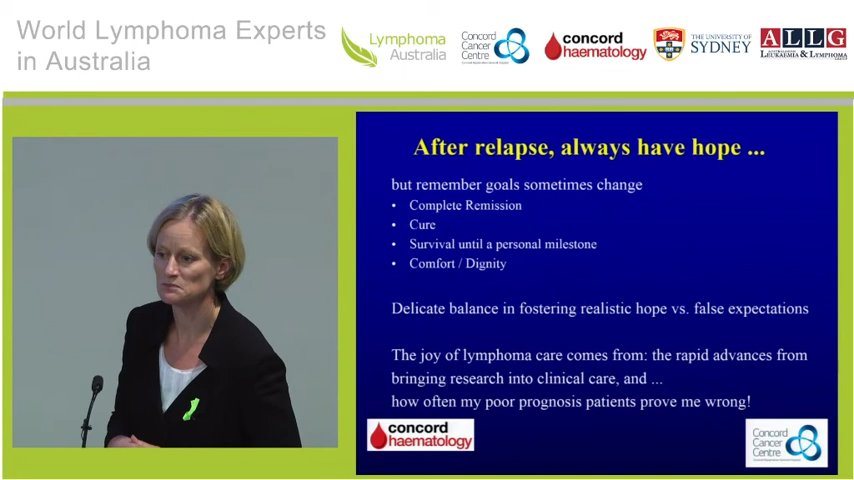 World Lymphoma Experts
in Australia
Lymphoma
Australia
Concord
Cancer
Centre
concord
haematology
THE UNIVERSITY OF
SYDNEY
ALLG
LEUKAEMIA & LYMPHOMA
After relapse, always have hope ...
but remember goals sometimes change
• Complete Remission
• Cure
• Survival until a personal milestone
• Comfort / Dignity
Delicate balance in fostering realistic hope vs. false expectations
The joy of lymphoma care comes from: the rapid advances from
bringing research into clinical care, and ...
how often my poor prognosis patients prove me wrong!
concord
haematology
Concord
Cancer
Centre